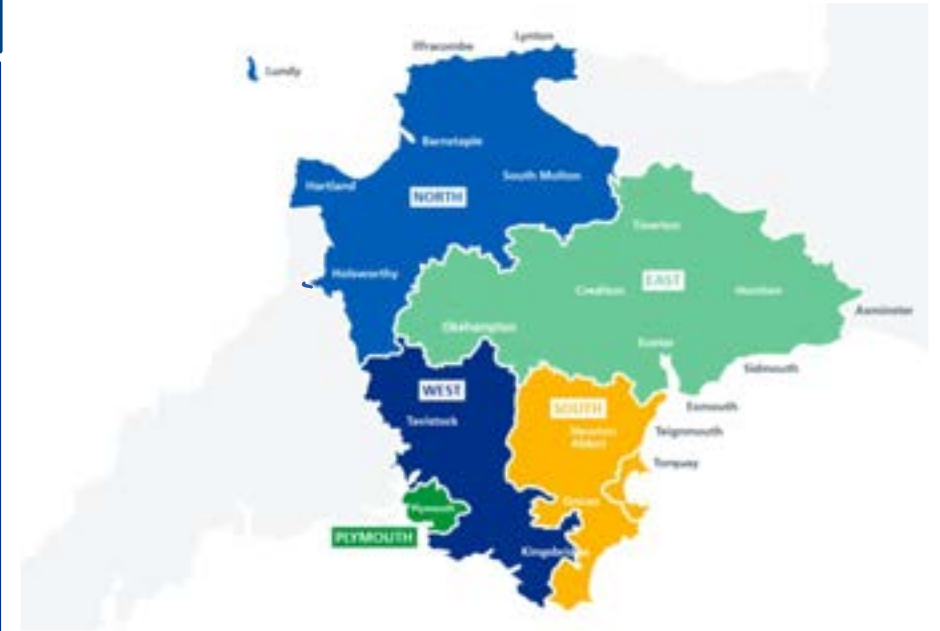 Lynton
Ilfracombe
Lundy
Barnstaple
South Molton
Hartland
NORTH
Tiverton
Holsworthy
EAST
Crediton
Honiton
Axminster
Okehampton
Exeter
Sidmouth
WEST
SOUTH
Exmouth
Tavistock
Newton
Abbot
Teignmouth
Torquay
Totnes
Plymouth
PLYMOUTH
Kingsbridge